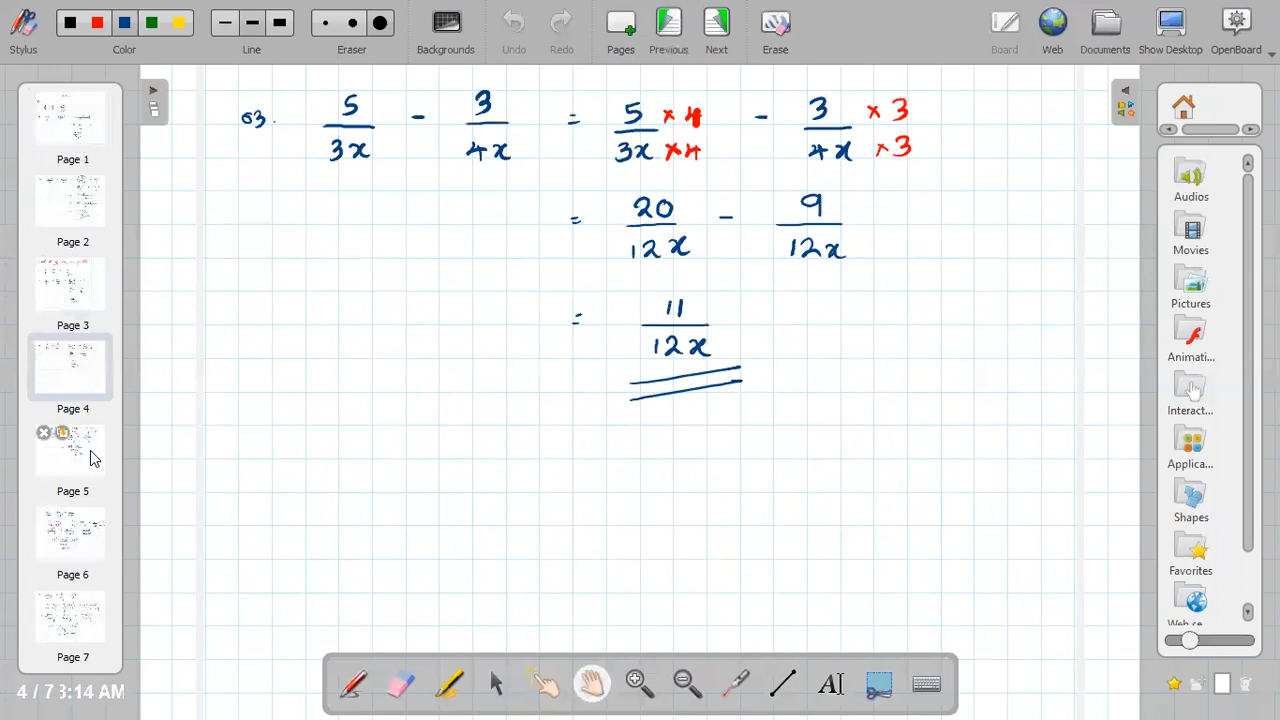 Stylus
Color
Line
Eraser
Backgrounds
Undo
Redo
Pages
Previous
Next
Erase
Board
Web
Documents
Show Desktop
OpenBoard
Page 1
Page 2
Page 3
Page 4
Page 5
Page 6
Page 7
03. 5/3x - 3/4x = 5 × 4/3x × 4 - 3 × 3/4x × 3
= 20/12x - 9/12x
= 11/12x
Audios
Movies
Pictures
Animati...
Interact...
Applica...
Shapes
Favorites
Web se...
4 / 7
3:14 AM